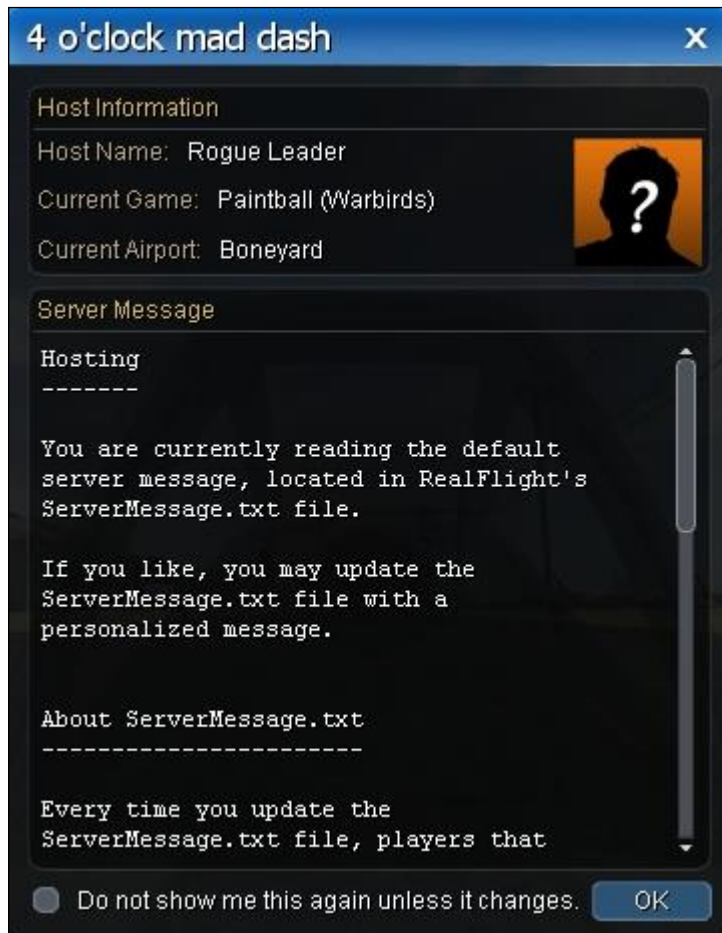 4 o'clock mad dash
X
Host Information
Host Name: Rogue Leader
Current Game: Paintball (Warbirds)
Current Airport: Boneyard
?
Server Message
Hosting
-------
You are currently reading the default
server message, located in RealFlight's
ServerMessage.txt file.
If you like, you may update the
ServerMessage.txt file with a
personalized message.
About ServerMessage.txt
-----------------------
Every time you update the
ServerMessage.txt file, players that
Do not show me this again unless it changes.
OK